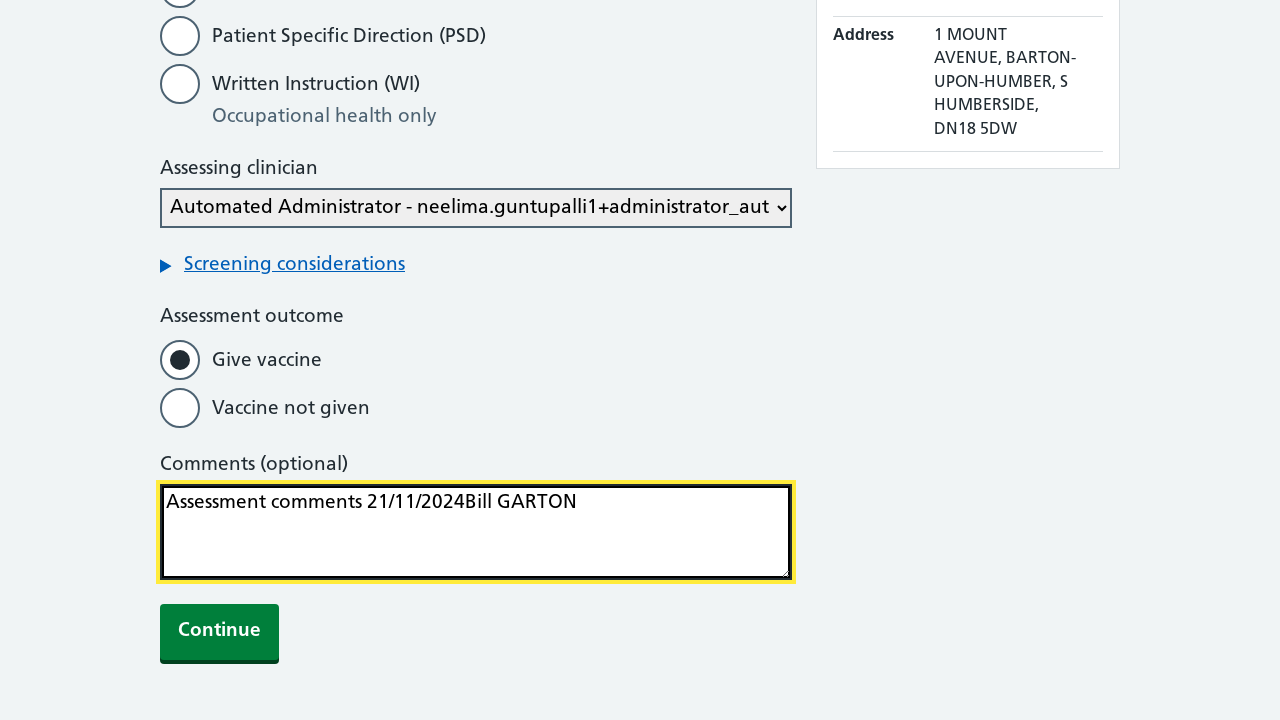 Patient Specific Direction (PSD)
Written Instruction (WI)
Occupational health only
Assessing clinician
Automated Administrator - neelima.guntupalli1+administrator_aut
Screening considerations
Assessment outcome
Give vaccine
Vaccine not given
Comments (optional)
Assessment comments 21/11/2024Bill GARTON
Continue
Address
1 MOUNT
AVENUE, BARTON-
UPON-HUMBER, S
HUMBERSIDE,
DN18 5DW